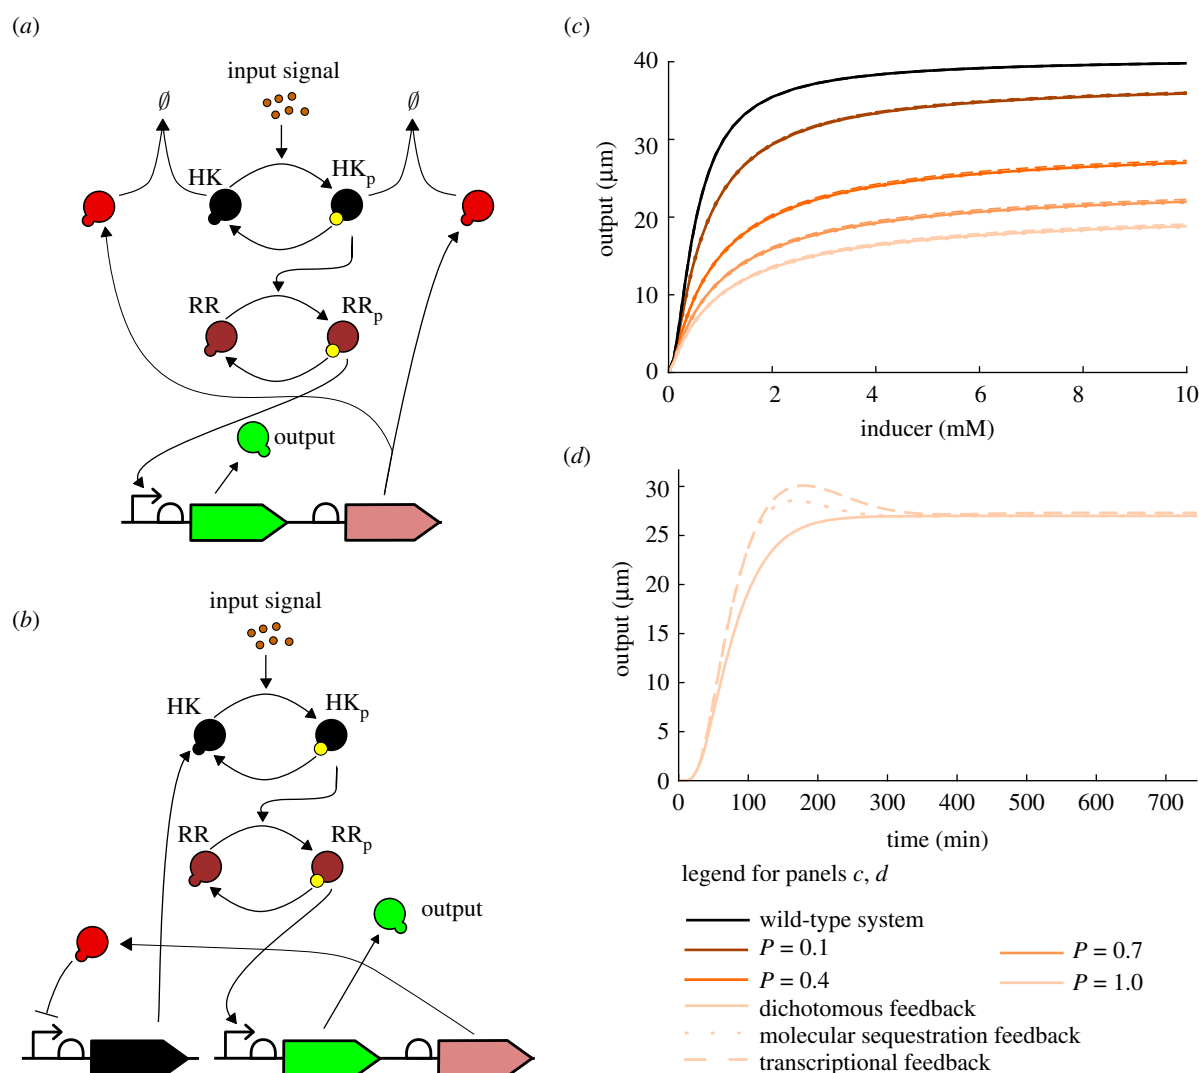 (a)
input signal
∅
∅
HK
HKp
RR
RRp
output
(b)
input signal
HK
HKp
RR
RRp
output
(c)
40
30
20
10
0
output (μm)
0 2 4 6 8 10
inducer (mM)
(d)
30
25
20
15
10
5
0
output (μm)
0 100 200 300 400 500 600 700
time (min)
legend for panels c, d
wild-type system
P = 0.1
P = 0.7
P = 0.4
P = 1.0
dichotomous feedback
molecular sequestration feedback
transcriptional feedback